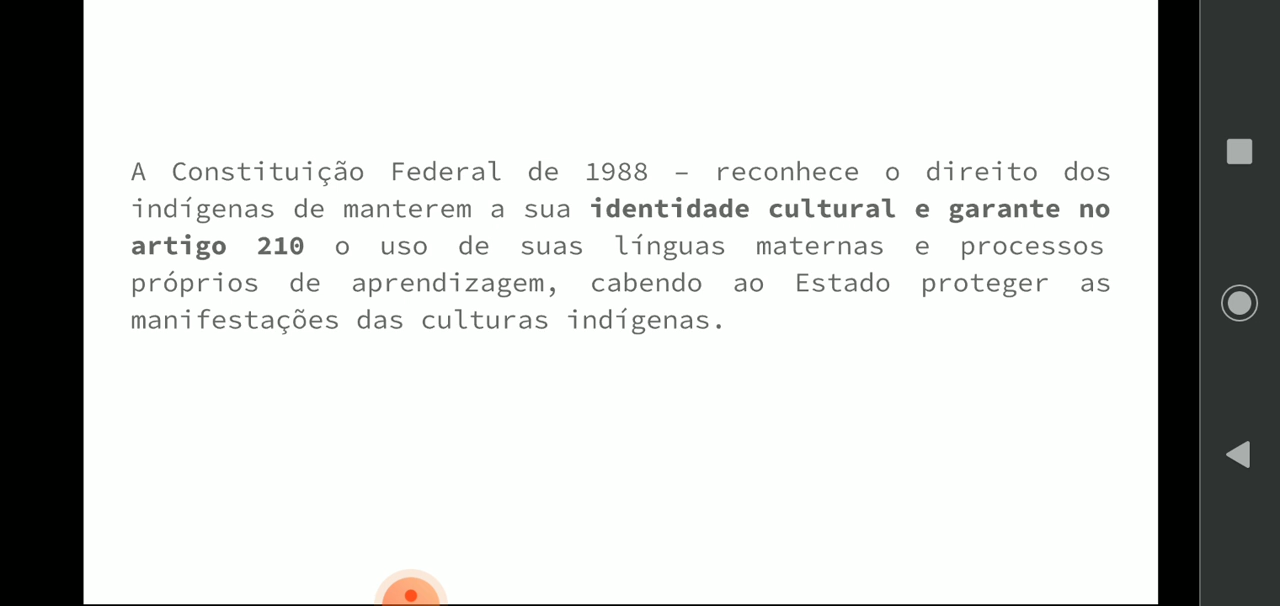 A Constituição Federal de 1988 – reconhece o direito dos
indígenas de manterem a sua identidade cultural e garante no
artigo 210 o uso de suas línguas maternas e processos
próprios de aprendizagem, cabendo ao Estado proteger as
manifestações das culturas indígenas.